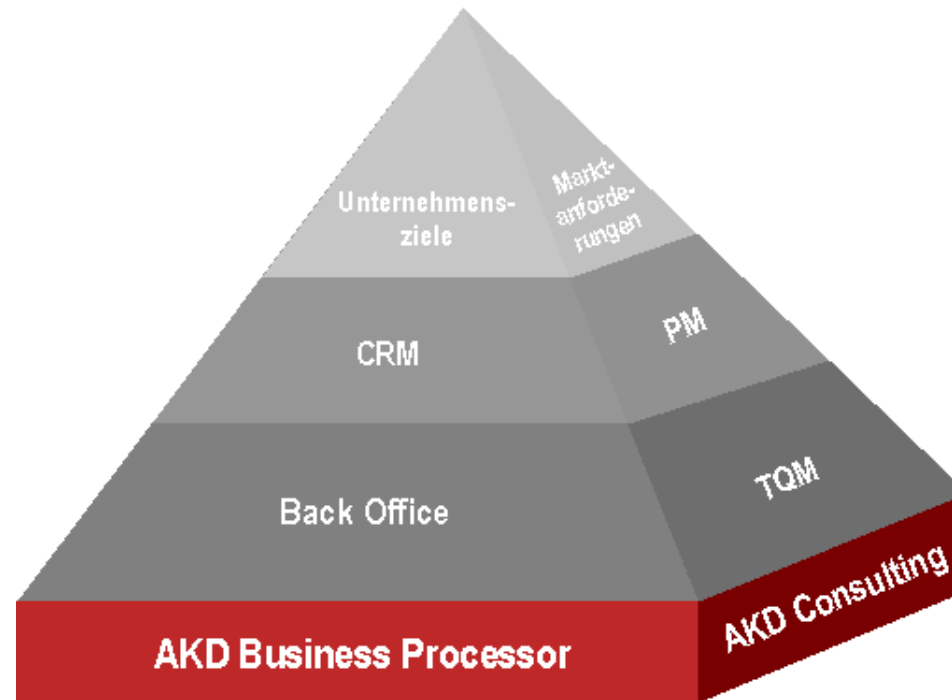 Unternehmens-
ziele
Markt-
anforde-
rungen
CRM
PM
Back Office
TQM
AKD Business Processor
AKD Consulting